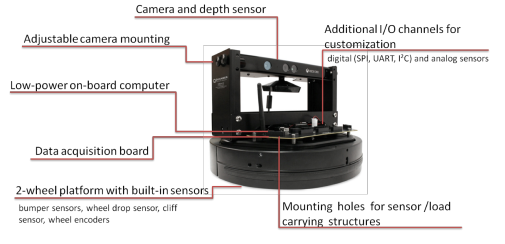 Camera and depth sensor
Adjustable camera mounting
Additional I/O channels for
customization
digital (SPI, UART, I²C) and analog sensors
Low-power on-board computer
Data acquisition board
2-wheel platform with built-in sensors
bumper sensors, wheel drop sensor, cliff
sensor, wheel encoders
Mounting holes for sensor /load
carrying structures